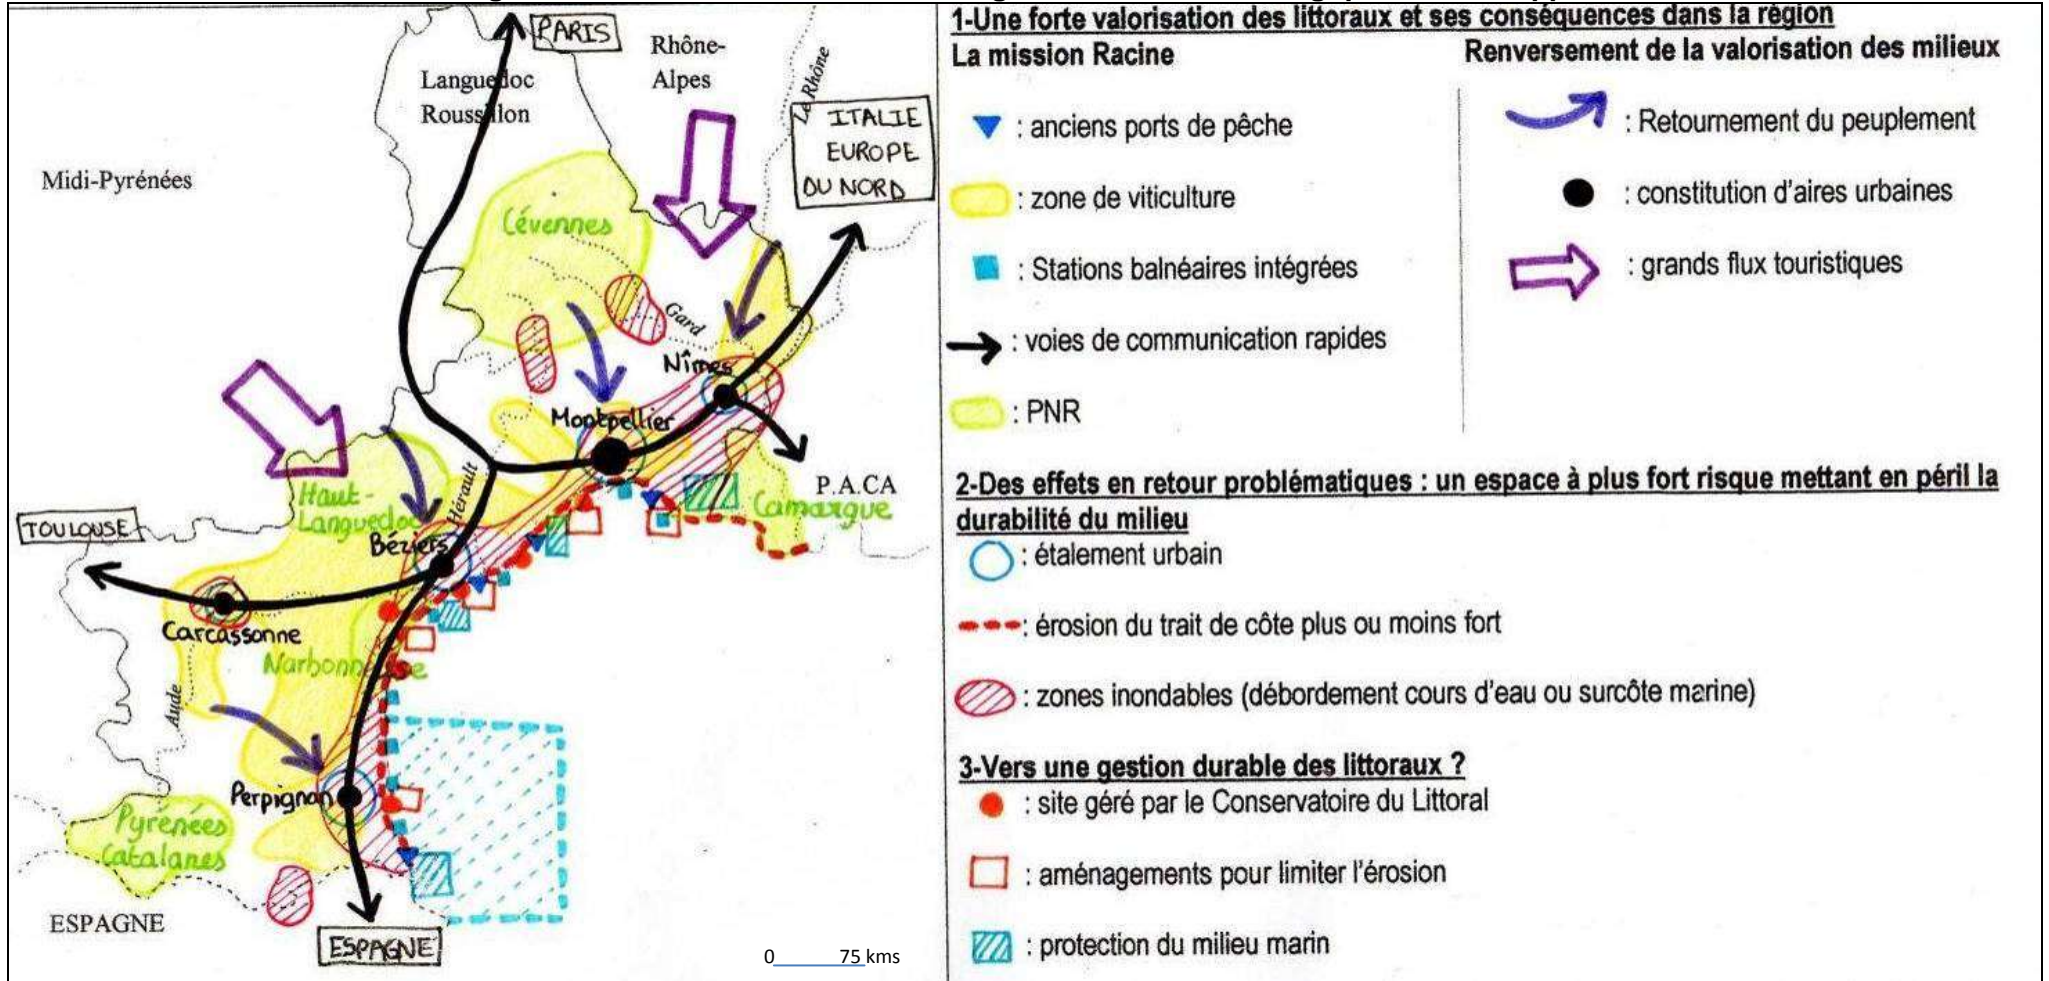 PARIS
Rhône-
Alpes
Languedoc
Roussillon
Le Rhône
ITALIE
EUROPE
DU NORD
Midi-Pyrénées
Cévennes
Gard
Nîmes
Montpellier
Hérault
P.A.CA
Camargue
Haut-
Languedoc
TOULOUSE
Béziers
Carcassonne
Narbonnaise
Aude
Perpignan
Pyrénées
Catalanes
ESPAGNE
ESPAGNE
0 75 kms
1-Une forte valorisation des littoraux et ses conséquences dans la région
La mission Racine
: anciens ports de pêche
: zone de viticulture
: Stations balnéaires intégrées
: voies de communication rapides
: PNR
Renversement de la valorisation des milieux
: Retournement du peuplement
: constitution d'aires urbaines
: grands flux touristiques
2-Des effets en retour problématiques : un espace à plus fort risque mettant en péril la
durabilité du milieu
: étalement urbain
: érosion du trait de côte plus ou moins fort
: zones inondables (débordement cours d'eau ou surcôte marine)
3-Vers une gestion durable des littoraux ?
: site géré par le Conservatoire du Littoral
: aménagements pour limiter l'érosion
: protection du milieu marin